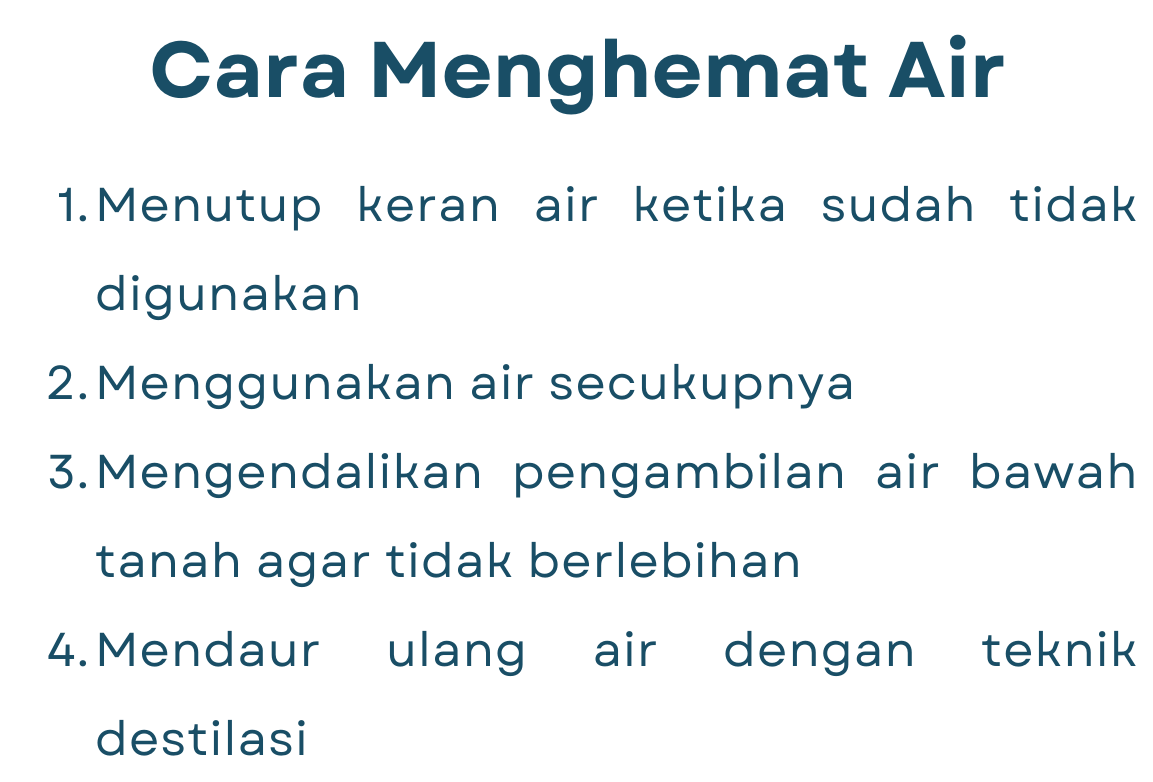 Cara Menghemat Air
1. Menutup keran air ketika sudah tidak
digunakan
2. Menggunakan air secukupnya
3. Mengendalikan pengambilan air bawah
tanah agar tidak berlebihan
4. Mendaur ulang air dengan teknik
destilasi